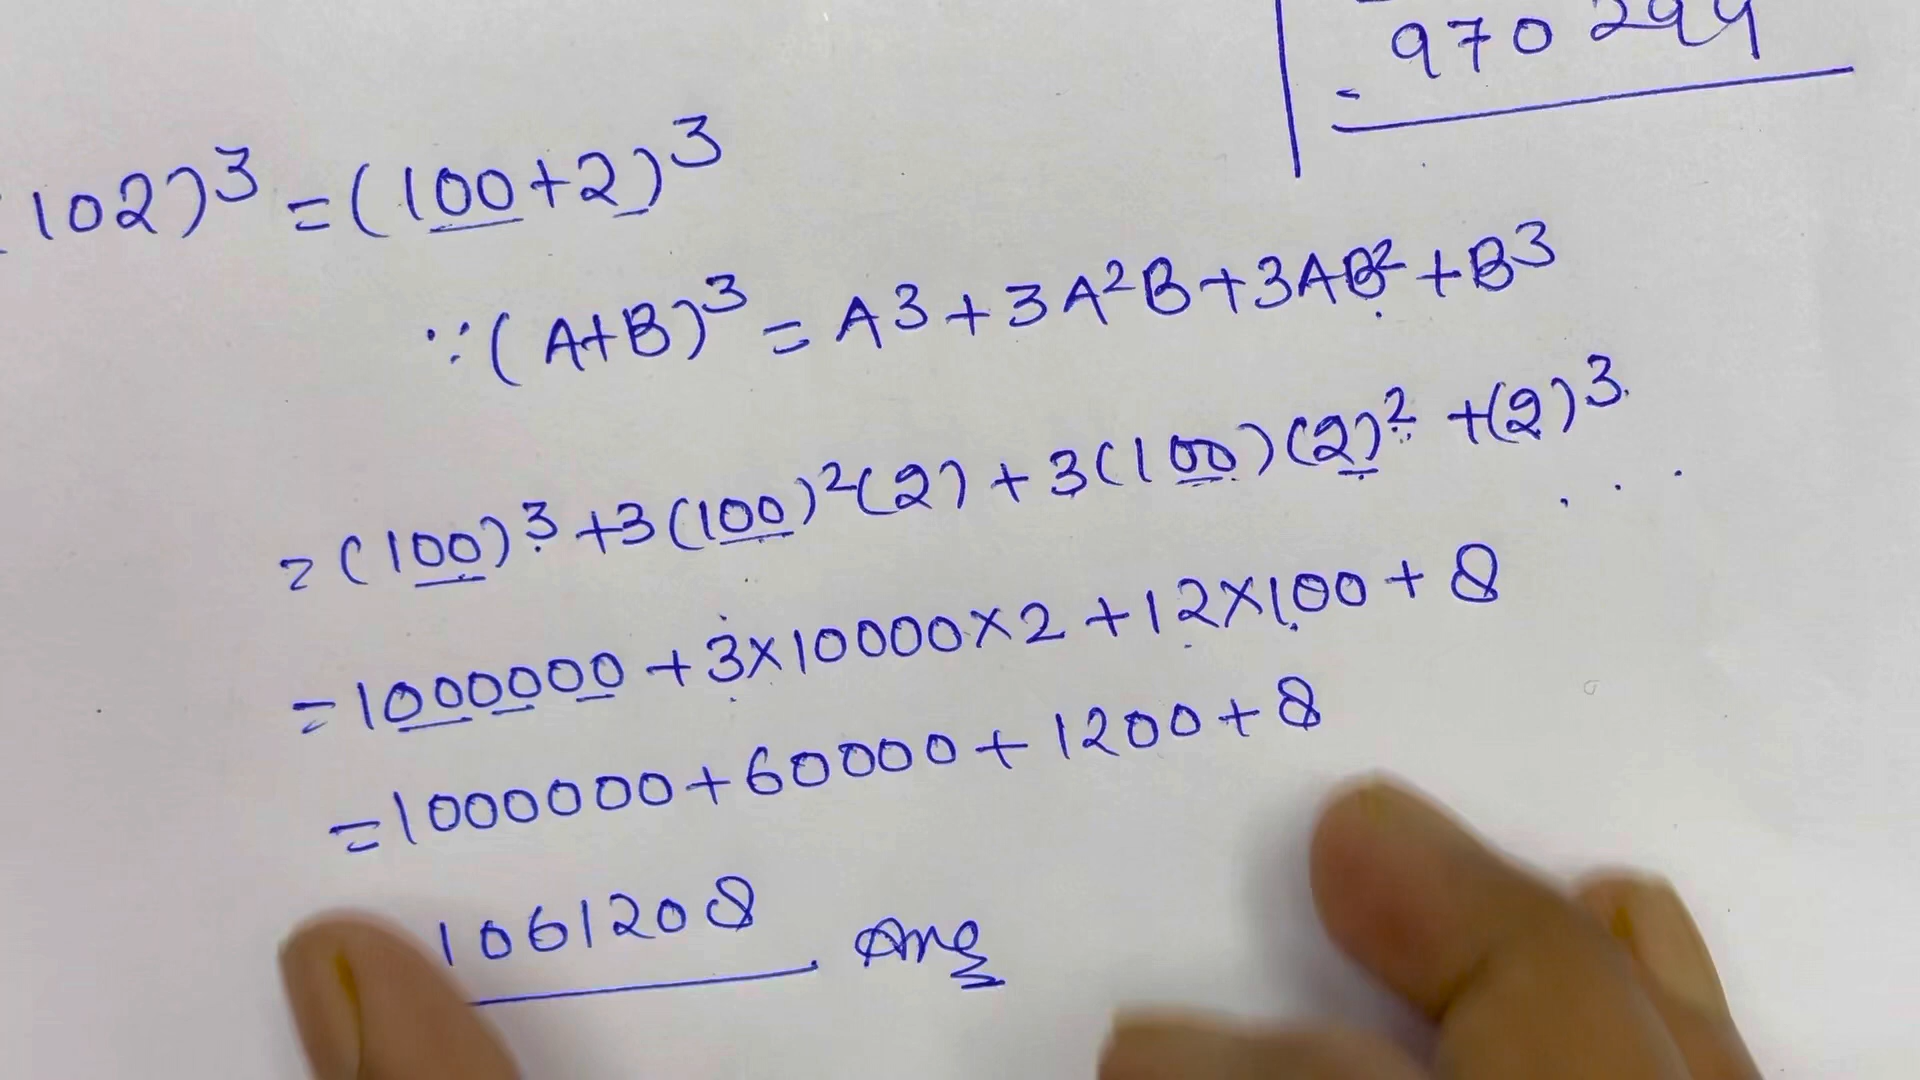 = 970299
102)³ = (100+2)³
∵ (A+B)³ = A³ + 3A²B + 3AB² + B³
= (100)³ + 3(100)²(2) + 3(100)(2)² + (2)³
= 1000000 + 3×10000×2 + 12×100 + 8
= 1000000 + 60000 + 1200 + 8
1061208 Ans